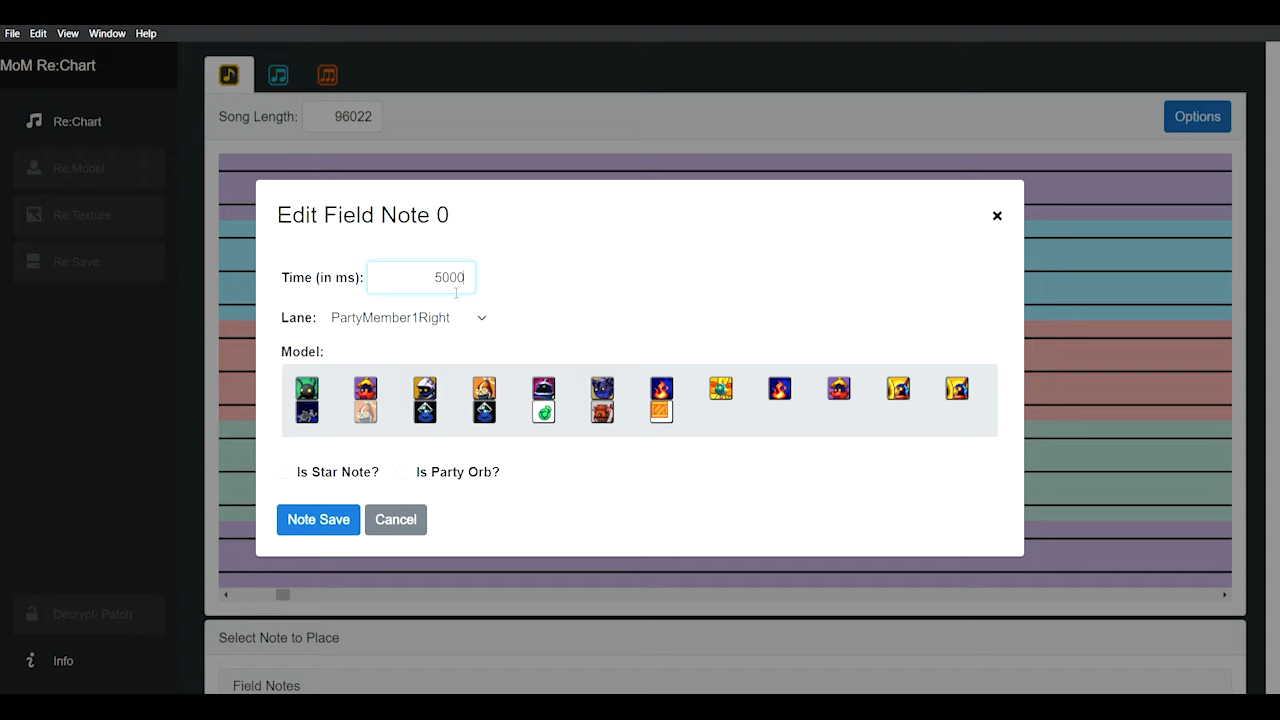 File Edit View Window Help
MoM Re:Chart
Re:Chart
Re:Model
Re:Texture
Re:Save
Decrypt/ Patch
Info
Song Length: 96022
Options
Edit Field Note 0
×
Time (in ms): 5000
Lane: PartyMember1Right
Model:
Is Star Note? Is Party Orb?
Note Save Cancel
Select Note to Place
Field Notes